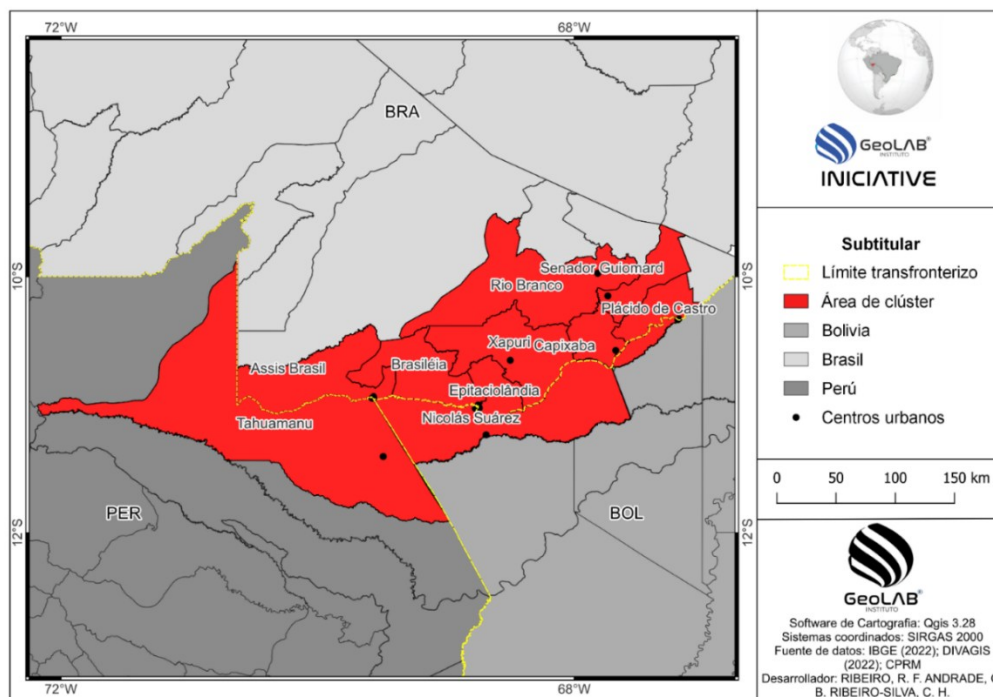 72°W
68°W
BRA
10°S
10°S
Senador Guiomard
Rio Branco
Plácido de Castro
Xapuri
Capixaba
Assis Brasil
Brasiléia
Epitaciolândia
Nicolás Suárez
Tahuamanu
PER
BOL
12°S
12°S
72°W
68°W
GeoLAB®
INSTITUTO
INICIATIVE
Subtitular
Límite transfronterizo
Área de clúster
Bolivia
Brasil
Perú
Centros urbanos
0 50 100 150 km
GeoLAB®
INSTITUTO
Software de Cartografia: Qgis 3.28
Sistemas coordinados: SIRGAS 2000
Fuente de datos: IBGE (2022); DIVAGIS
(2022); CPRM
Desarrollador: RIBEIRO, R. F. ANDRADE,
B. RIBEIRO-SILVA, C. H.